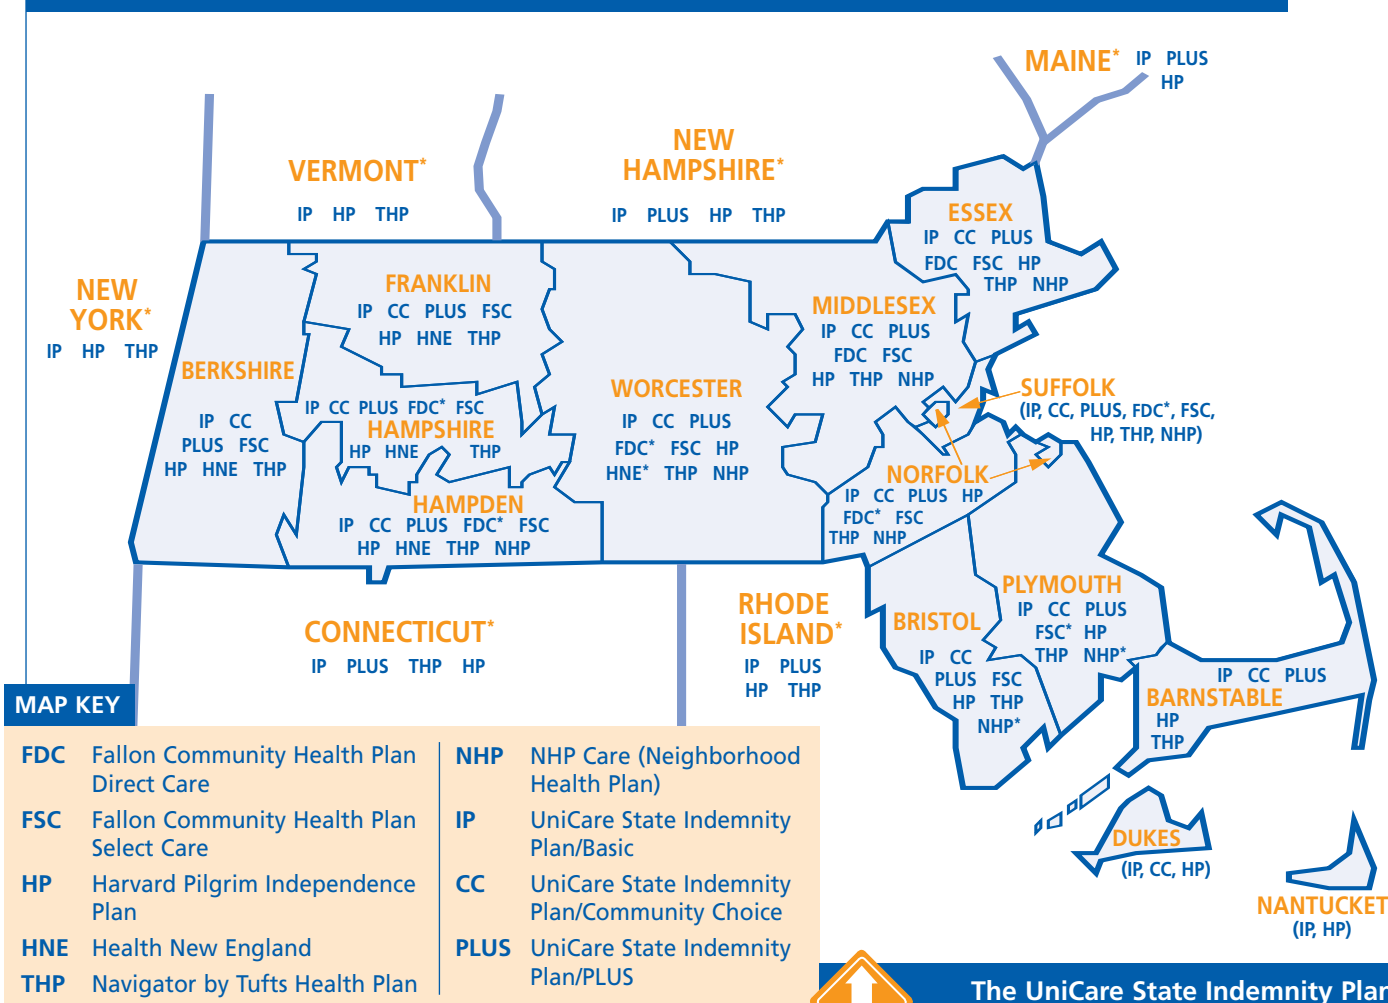 MAINE* IP PLUS
HP
VERMONT*
IP HP THP
NEW
HAMPSHIRE*
IP PLUS HP THP
NEW
YORK*
IP HP THP
ESSEX
IP CC PLUS
FDC FSC HP
THP NHP
FRANKLIN
IP CC PLUS FSC
HP HNE THP
MIDDLESEX
IP CC PLUS
FDC FSC
HP THP NHP
BERKSHIRE
IP CC
PLUS FSC
HP HNE THP
IP CC PLUS FDC* FSC
HAMPSHIRE
HP HNE THP
WORCESTER
IP CC PLUS
FDC* FSC HP
HNE* THP NHP
SUFFOLK
(IP, CC, PLUS, FDC*, FSC,
HP, THP, NHP)
NORFOLK
IP CC PLUS HP
FDC* FSC
THP NHP
HAMPDEN
IP CC PLUS FDC* FSC
HP HNE THP NHP
CONNECTICUT*
IP PLUS THP HP
RHODE
ISLAND*
IP PLUS
HP THP
BRISTOL
IP CC
PLUS FSC
HP THP
NHP*
PLYMOUTH
IP CC PLUS
FSC* HP
THP NHP*
IP CC PLUS
BARNSTABLE
HP
THP
DUKES
(IP, CC, HP)
NANTUCKET
(IP, HP)
MAP KEY
FDC Fallon Community Health Plan
Direct Care
FSC Fallon Community Health Plan
Select Care
HP Harvard Pilgrim Independence
Plan
HNE Health New England
THP Navigator by Tufts Health Plan
NHP NHP Care (Neighborhood
Health Plan)
IP UniCare State Indemnity
Plan/Basic
CC UniCare State Indemnity
Plan/Community Choice
PLUS UniCare State Indemnity
Plan/PLUS
The UniCare State Indemnity Plan